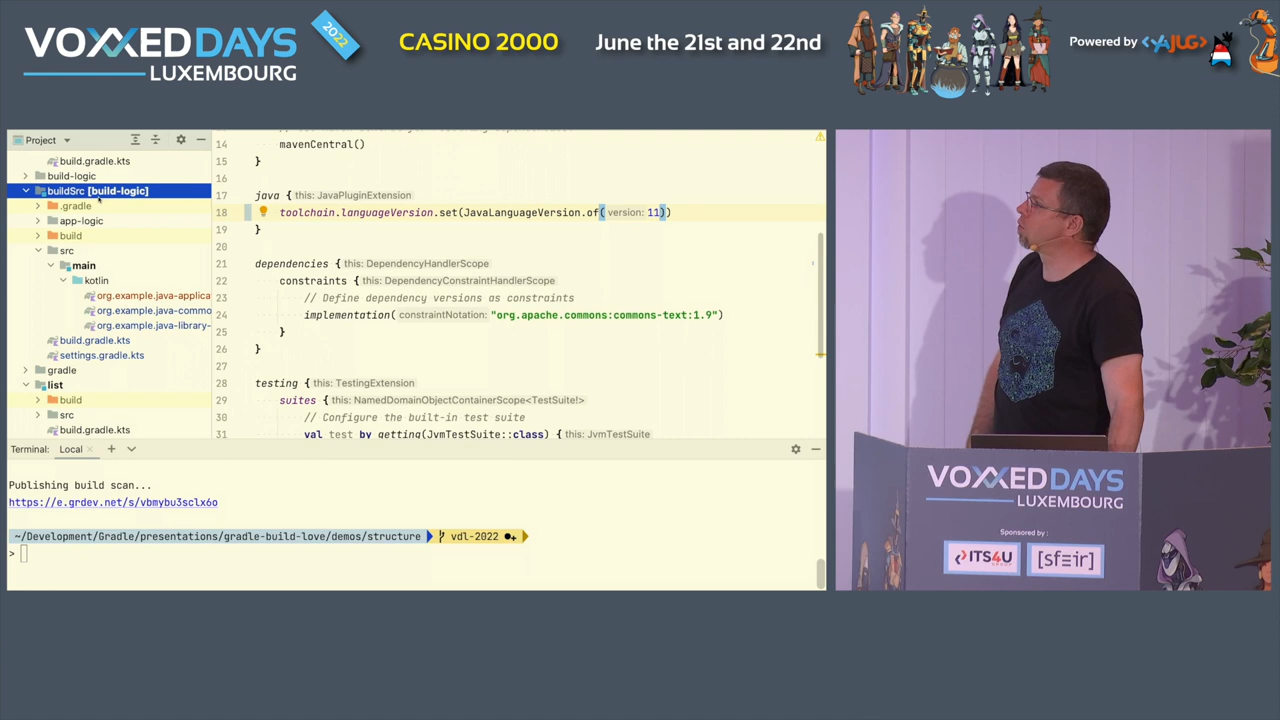 VOXXED DAYS
LUXEMBOURG
2022
CASINO 2000
June the 21st and 22nd
Powered by <YAJUG>
Project
build.gradle.kts
build-logic
buildSrc [build-logic]
.gradle
app-logic
build
src
main
kotlin
org.example.java-applica
org.example.java-commo
org.example.java-library-
build.gradle.kts
settings.gradle.kts
gradle
list
build
src
build.gradle.kts
14 mavenCentral()
15 }
16
17 java { this: JavaPluginExtension
18 toolchain.languageVersion.set(JavaLanguageVersion.of( version: 11))
19 }
20
21 dependencies { this: DependencyHandlerScope
22 constraints { this: DependencyConstraintHandlerScope
23 // Define dependency versions as constraints
24 implementation( constraintNotation: "org.apache.commons:commons-text:1.9")
25 }
26 }
27
28 testing { this: TestingExtension
29 suites { this: NamedDomainObjectContainerScope<TestSuite!>
30 // Configure the built-in test suite
31 val test by getting(JvmTestSuite::class) { this: JvmTestSuite
Terminal: Local × +
Publishing build scan...
https://e.grdev.net/s/vbmybu3sclx6o
~/Development/Gradle/presentations/gradle-build-love/demos/structure vdl-2022
>
VOXXED DAYS
LUXEMBOURG
Sponsored by :
ITS4U
GROUP
[sfeir]